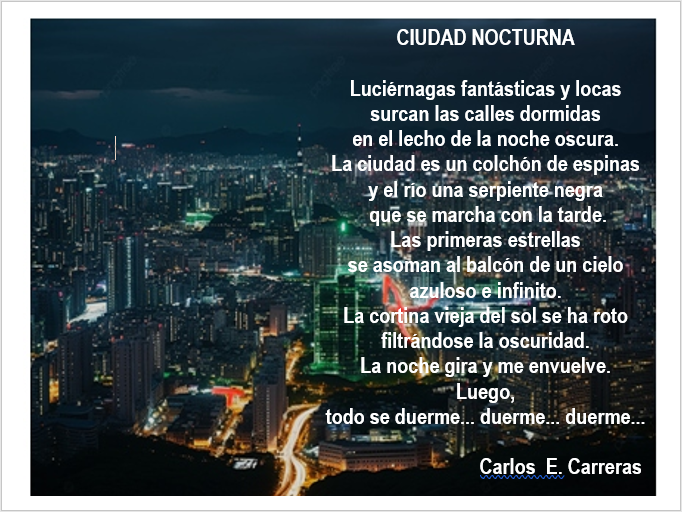 CIUDAD NOCTURNA
Luciérnagas fantásticas y locas
surcan las calles dormidas
en el lecho de la noche oscura.
La ciudad es un colchón de espinas
y el río una serpiente negra
que se marcha con la tarde.
Las primeras estrellas
se asoman al balcón de un cielo
azuloso e infinito.
La cortina vieja del sol se ha roto
filtrándose la oscuridad.
La noche gira y me envuelve.
Luego,
todo se duerme... duerme... duerme...
Carlos E. Carreras